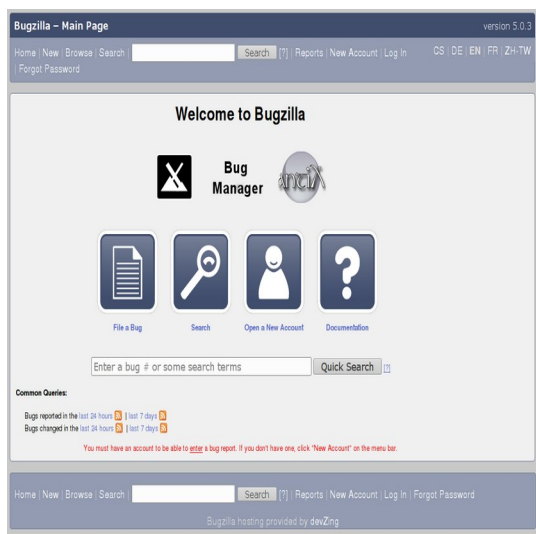 Bugzilla – Main Page
version 5.0.3
Home | New | Browse | Search | Search [?] | Reports | New Account | Log In
| Forgot Password
CS | DE | EN | FR | ZH-TW
Welcome to Bugzilla
Bug
Manager
antiX
File a Bug
Search
Open a New Account
Documentation
Enter a bug # or some search terms
Quick Search
[?]
Common Queries:
Bugs reported in the last 24 hours | last 7 days
Bugs changed in the last 24 hours | last 7 days
You must have an account to be able to enter a bug report. If you don't have one, click "New Account" on the menu bar.
Home | New | Browse | Search | Search [?] | Reports | New Account | Log In | Forgot Password
Bugzilla hosting provided by devZing